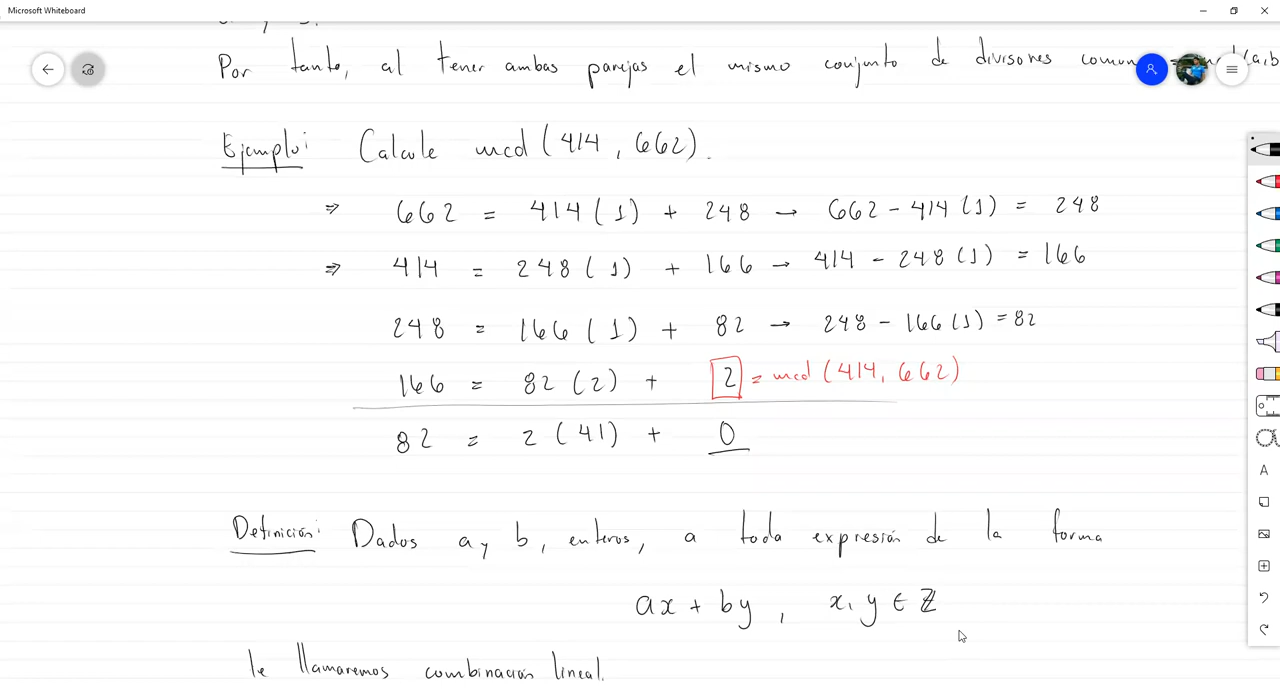 Microsoft Whiteboard
Por tanto, al tener ambas parejas el mismo conjunto de divisores comun
Ejemplo: Calcule mcd (414, 662).
⇒ 662 = 414(1) + 248 → 662 - 414(1) = 248
⇒ 414 = 248(1) + 166 → 414 - 248(1) = 166
248 = 166(1) + 82 → 248 - 166(1) = 82
166 = 82(2) + 2 = mcd (414, 662)
82 = 2(41) + 0
Definición: Dados a y b, enteros, a toda expresión de la forma
ax + by, x, y ∈ ℤ
le llamaremos combinación lineal.